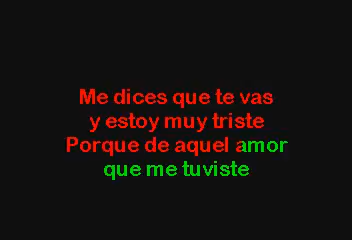 Me dices que te vas
y estoy muy triste
Porque de aquel amor
que me tuviste